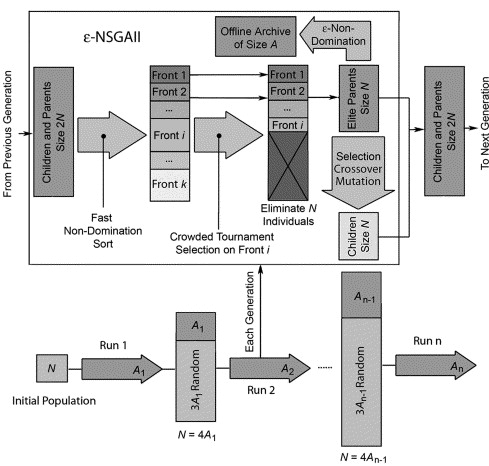 ε-NSGAII
Offline Archive
of Size A
ε-Non-
Domination
From Previous Generation
Children and Parents
Size 2N
Front 1
Front 2
...
Front i
...
Front k
Front 1
Front 2
...
Front i
Elite Parents
Size N
Children and Parents
Size 2N
To Next Generation
Selection
Crossover
Mutation
Eliminate N
Individuals
Children
Size N
Fast
Non-Domination
Sort
Crowded Tournament
Selection on Front i
Each Generation
N
Initial Population
Run 1
A1
A1
3A1 Random
N = 4A1
A2
Run 2
......
An-1
3An-1 Random
N = 4An-1
Run n
An